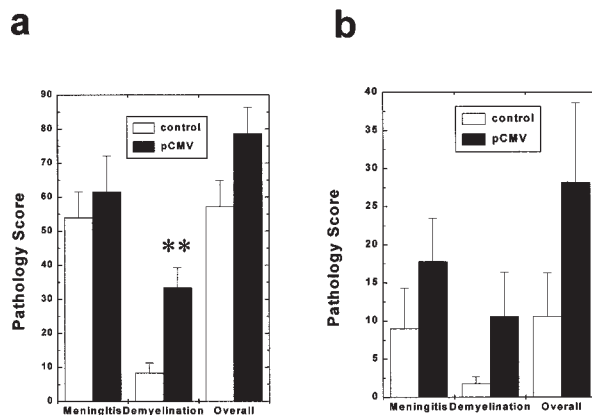 a
Pathology Score
90
80
70
60
50
40
30
20
10
0
control
pCMV
**
Meningitis Demyelination Overall
b
Pathology Score
40
35
30
25
20
15
10
5
0
control
pCMV
Meningitis Demyelination Overall